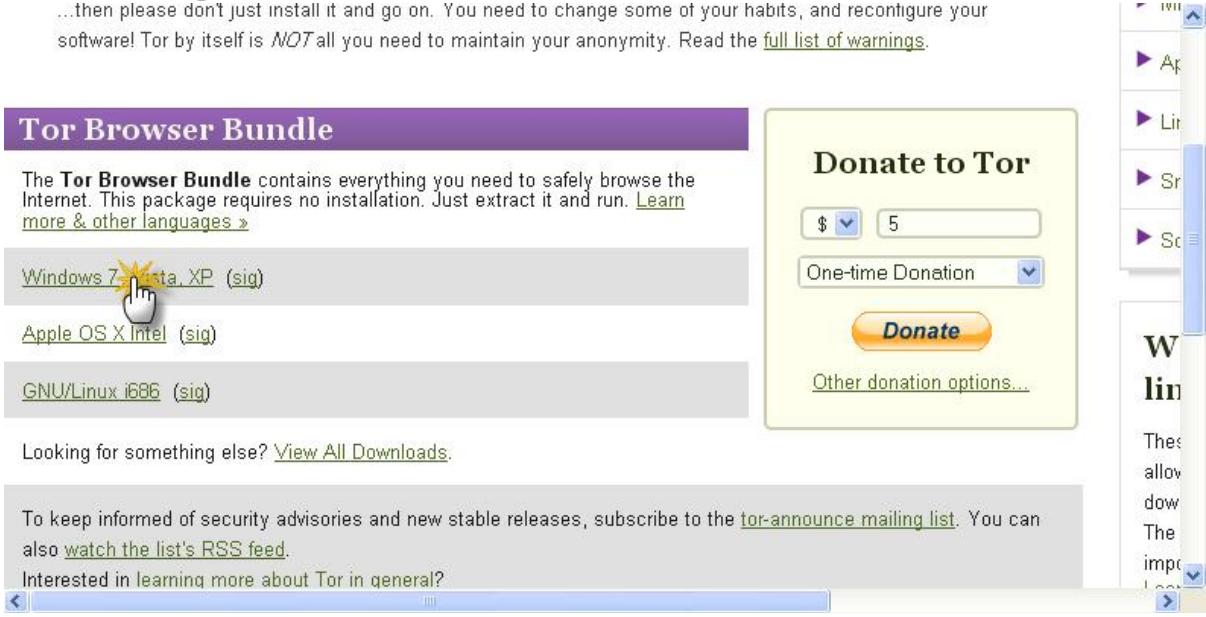 ...then please don't just install it and go on. You need to change some of your habits, and reconfigure your
software! Tor by itself is NOT all you need to maintain your anonymity. Read the full list of warnings.
Tor Browser Bundle
The Tor Browser Bundle contains everything you need to safely browse the
Internet. This package requires no installation. Just extract it and run. Learn
more & other languages »
Windows 7, Vista, XP (sig)
Apple OS X Intel (sig)
GNU/Linux i686 (sig)
Looking for something else? View All Downloads.
To keep informed of security advisories and new stable releases, subscribe to the tor-announce mailing list. You can
also watch the list's RSS feed.
Interested in learning more about Tor in general?
Donate to Tor
$ 5
One-time Donation
Donate
Other donation options...
Ap
Lin
Sr
So
W
lin
Thes
allow
dow
The
impo